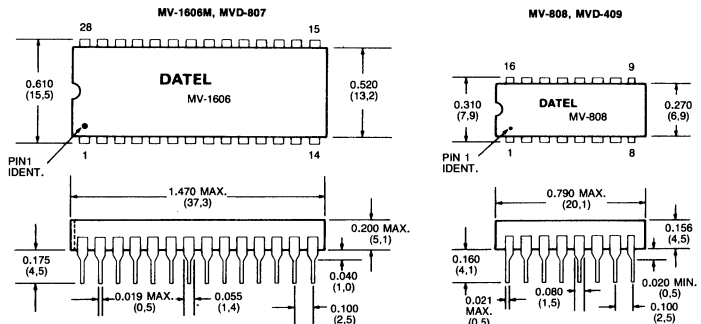 MV-1606M, MVD-807
28
15
0.610
(15,5)
DATEL
MV-1606
0.520
(13,2)
PIN1
IDENT.
1
14
1.470 MAX.
(37,3)
0.200 MAX.
(5,1)
0.175
(4,5)
0.040
(1,0)
0.019 MAX.
(0,5)
0.055
(1,4)
0.100
(2,5)
MV-808, MVD-409
16
9
0.310
(7,9)
DATEL
MV-808
0.270
(6,9)
PIN 1
IDENT.
1
8
0.790 MAX.
(20,1)
0.156
(4,5)
0.160
(4,1)
0.020 MIN.
(0,5)
0.080
(1,5)
0.021
MAX.
(0,5)
0.100
(2,5)